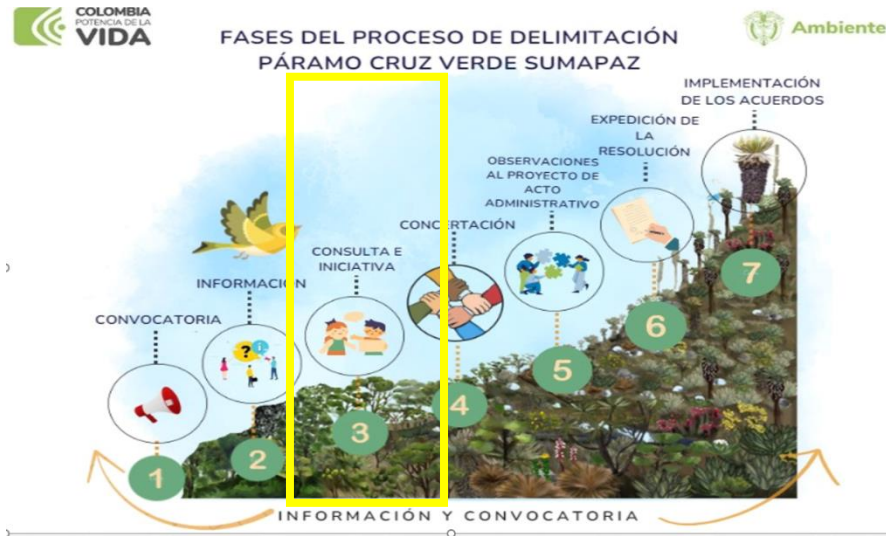 COLOMBIA
POTENCIA DE LA
VIDA
Ambiente
FASES DEL PROCESO DE DELIMITACIÓN
PÁRAMO CRUZ VERDE SUMAPAZ
CONVOCATORIA
1
INFORMACIÓN
2
CONSULTA E
INICIATIVA
3
CONCERTACIÓN
4
OBSERVACIONES
AL PROYECTO DE
ACTO
ADMINISTRATIVO
5
EXPEDICIÓN DE
LA
RESOLUCIÓN
6
IMPLEMENTACIÓN
DE LOS ACUERDOS
7
INFORMACIÓN Y CONVOCATORIA